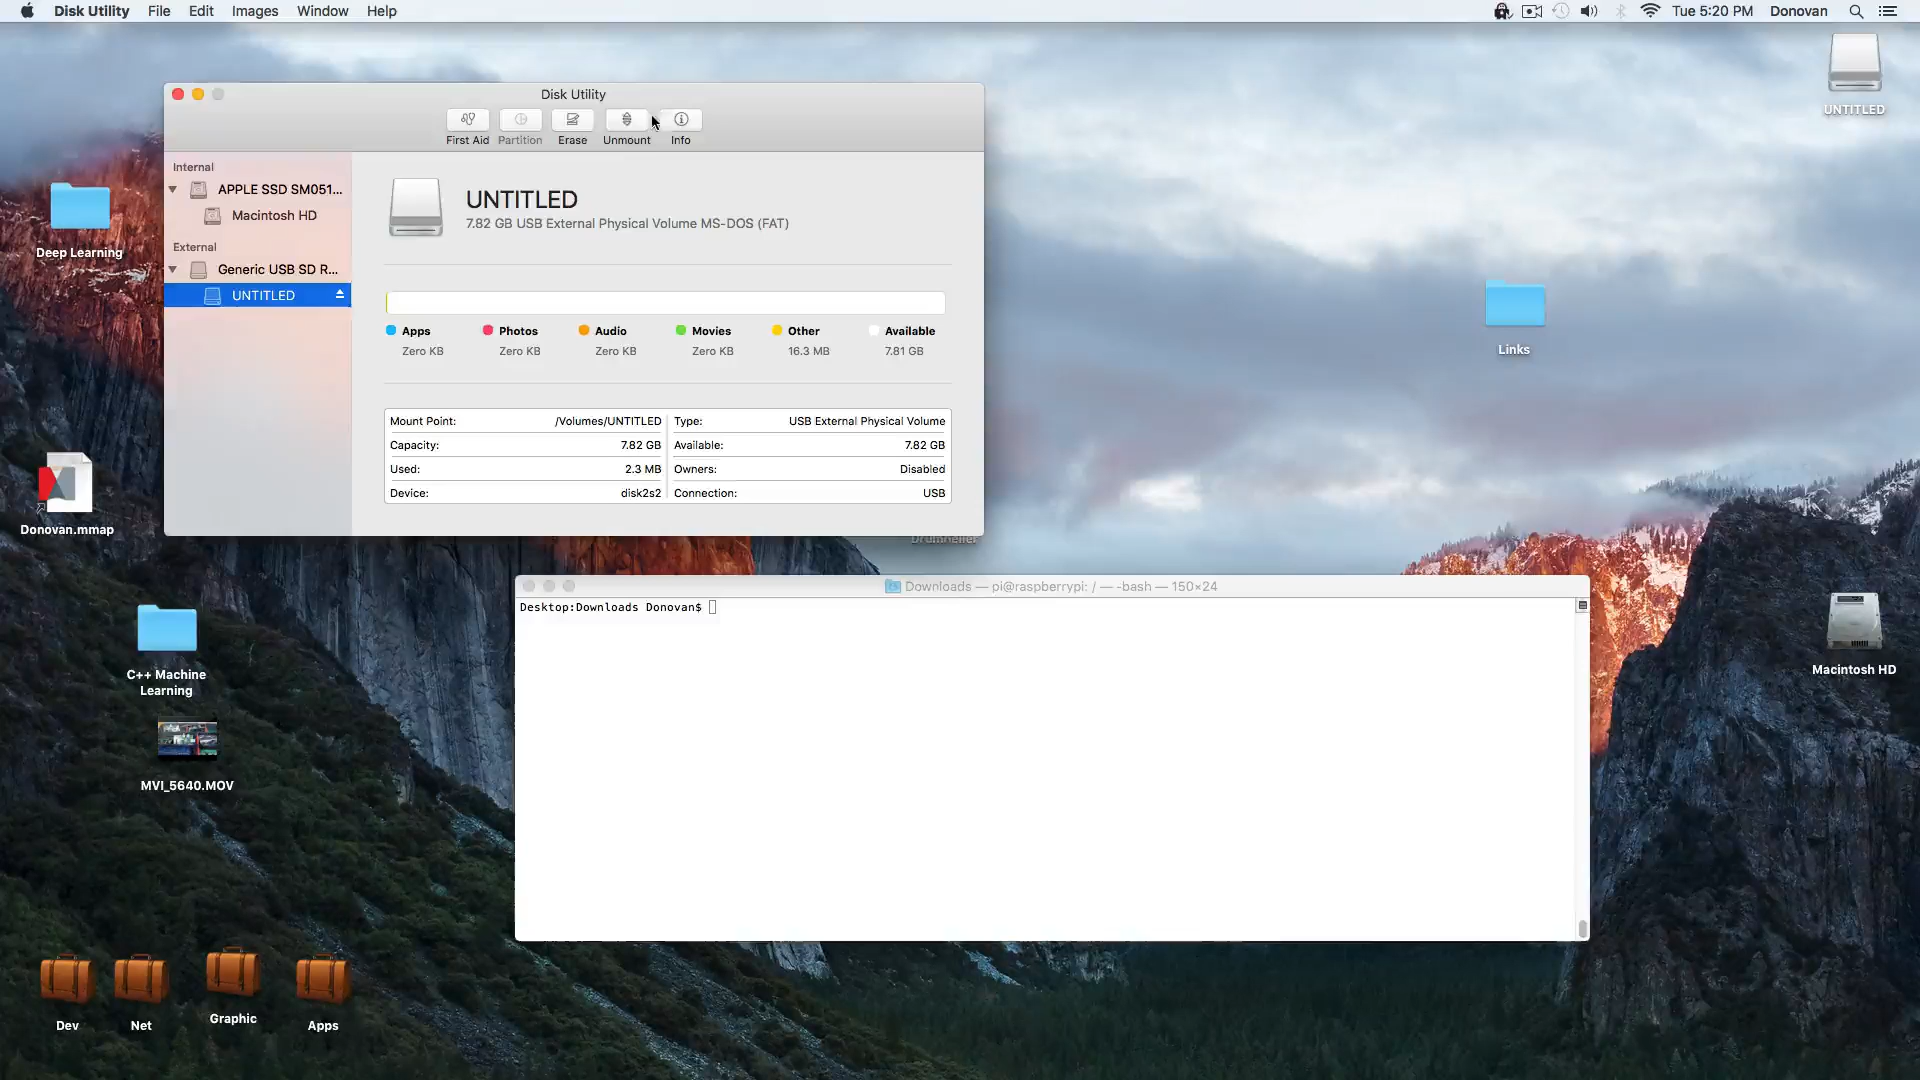 Disk Utility File Edit Images Window Help
Tue 5:20 PM Donovan
UNTITLED
Disk Utility
First Aid Partition Erase Unmount Info
Internal
APPLE SSD SM051...
Macintosh HD
External
Generic USB SD R...
UNTITLED
UNTITLED
7.82 GB USB External Physical Volume MS-DOS (FAT)
Apps Photos Audio Movies Other Available
Zero KB Zero KB Zero KB Zero KB 16.3 MB 7.81 GB
Mount Point: /Volumes/UNTITLED Type: USB External Physical Volume
Capacity: 7.82 GB Available: 7.82 GB
Used: 2.3 MB Owners: Disabled
Device: disk2s2 Connection: USB
Deep Learning
Links
Donovan.mmap
Drumheller
Downloads — pi@raspberrypi: / — -bash — 150×24
Desktop:Downloads Donovan$
C++ Machine
Learning
Macintosh HD
MVI_5640.MOV
Dev
Net
Graphic
Apps